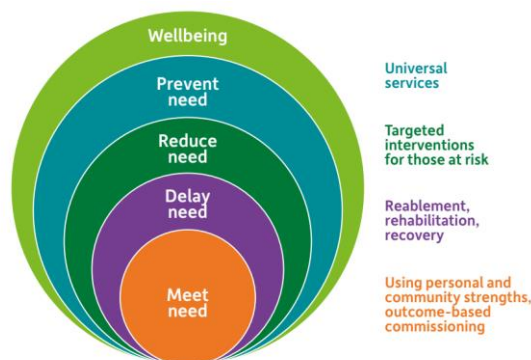 Wellbeing
Prevent
need
Universal
services
Reduce
need
Targeted
interventions
for those at risk
Delay
need
Reablement,
rehabilitation,
recovery
Meet
need
Using personal and
community strengths,
outcome-based
commissioning